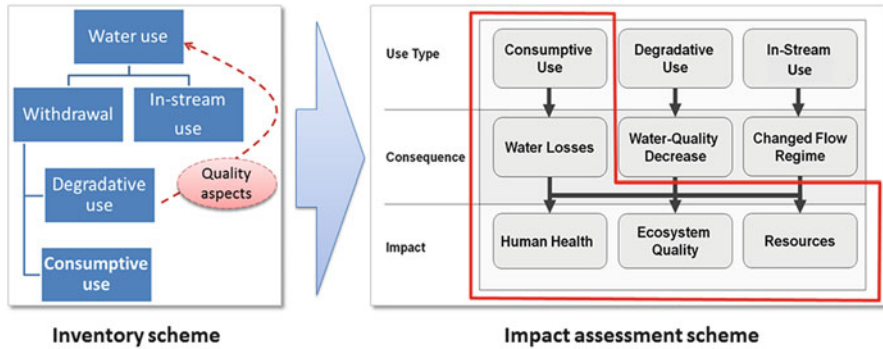 Water use
Withdrawal
In-stream
use
Degradative
use
Quality
aspects
Consumptive
use
Inventory scheme
Use Type
Consumptive
Use
Degradative
Use
In-Stream
Use
Consequence
Water Losses
Water-Quality
Decrease
Changed Flow
Regime
Impact
Human Health
Ecosystem
Quality
Resources
Impact assessment scheme